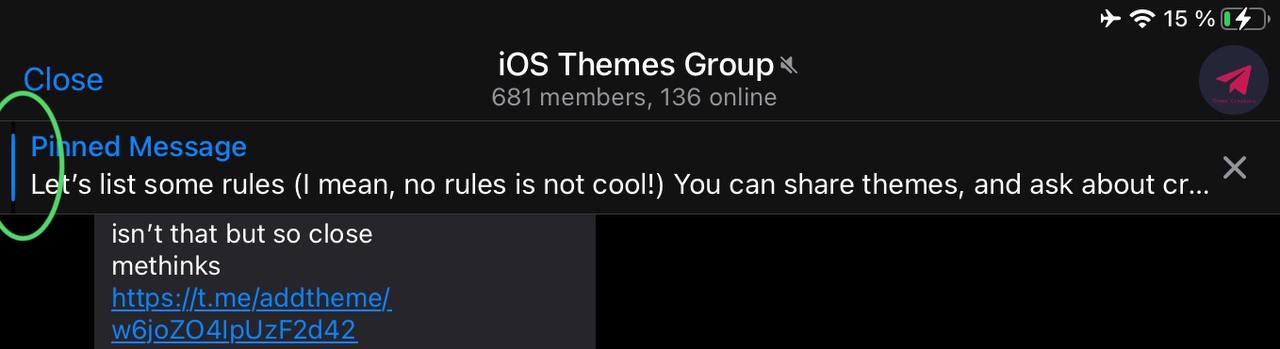 15 %
Close
iOS Themes Group
681 members, 136 online
Pinned Message
Let’s list some rules (I mean, no rules is not cool!) You can share themes, and ask about cr...
isn’t that but so close
methinks
https://t.me/addtheme/
w6joZO4IpUzF2d42